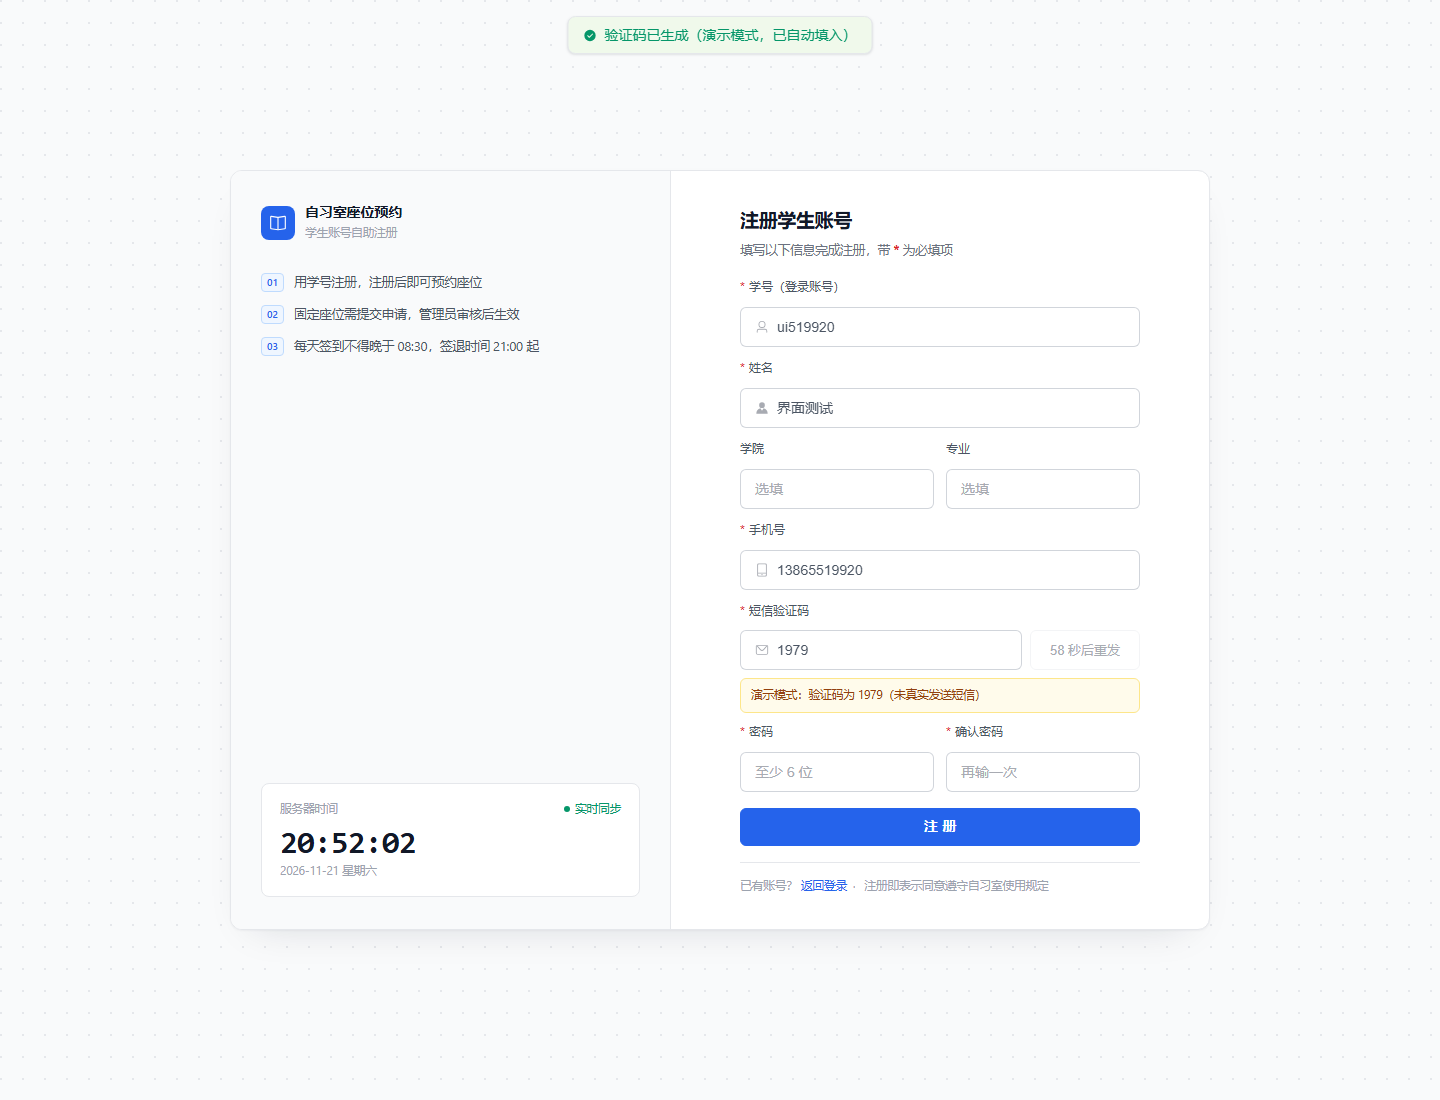 验证码已生成（演示模式，已自动填入）
自习室座位预约
学生账号自助注册
01 用学号注册，注册后即可预约座位
02 固定座位需提交申请，管理员审核后生效
03 每天签到不得晚于 08:30，签退时间 21:00 起
服务器时间 实时同步
20:52:02
2026-11-21 星期六
注册学生账号
填写以下信息完成注册，带 * 为必填项
* 学号（登录账号）
ui519920
* 姓名
界面测试
学院 专业
选填 选填
* 手机号
13865519920
* 短信验证码
1979 58 秒后重发
演示模式：验证码为 1979（未真实发送短信）
* 密码 * 确认密码
至少 6 位 再输一次
注 册
已有账号？ 返回登录 · 注册即表示同意遵守自习室使用规定